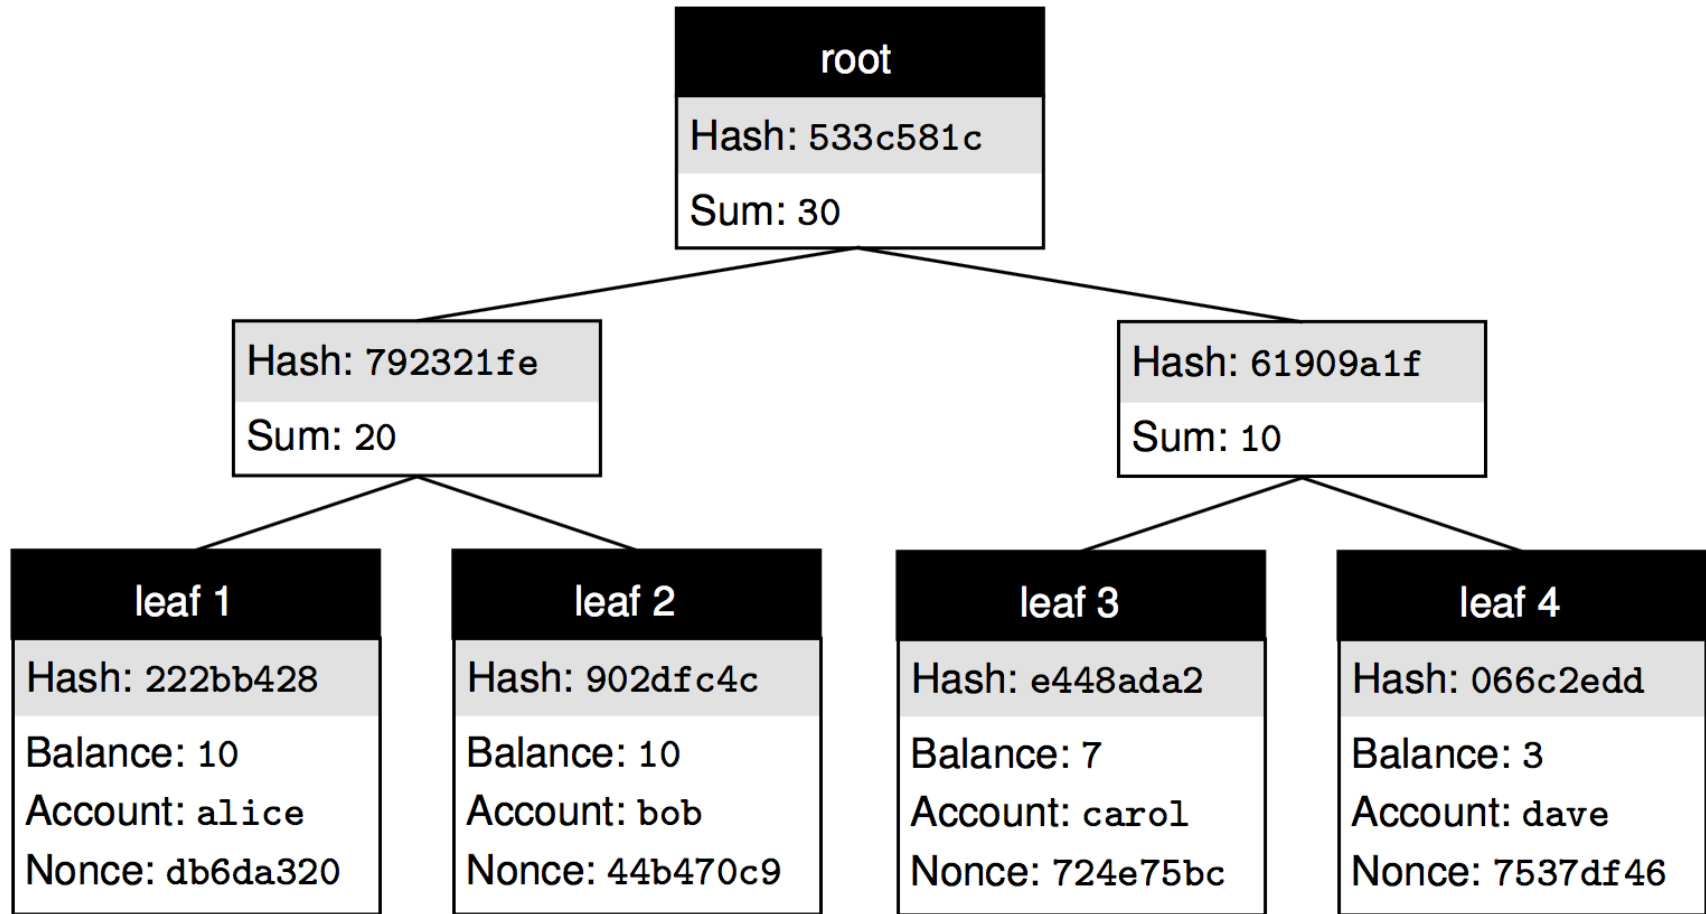 root
Hash: 533c581c
Sum: 30
Hash: 792321fe
Sum: 20
Hash: 61909a1f
Sum: 10
leaf 1
Hash: 222bb428
Balance: 10
Account: alice
Nonce: db6da320
leaf 2
Hash: 902dfc4c
Balance: 10
Account: bob
Nonce: 44b470c9
leaf 3
Hash: e448ada2
Balance: 7
Account: carol
Nonce: 724e75bc
leaf 4
Hash: 066c2edd
Balance: 3
Account: dave
Nonce: 7537df46